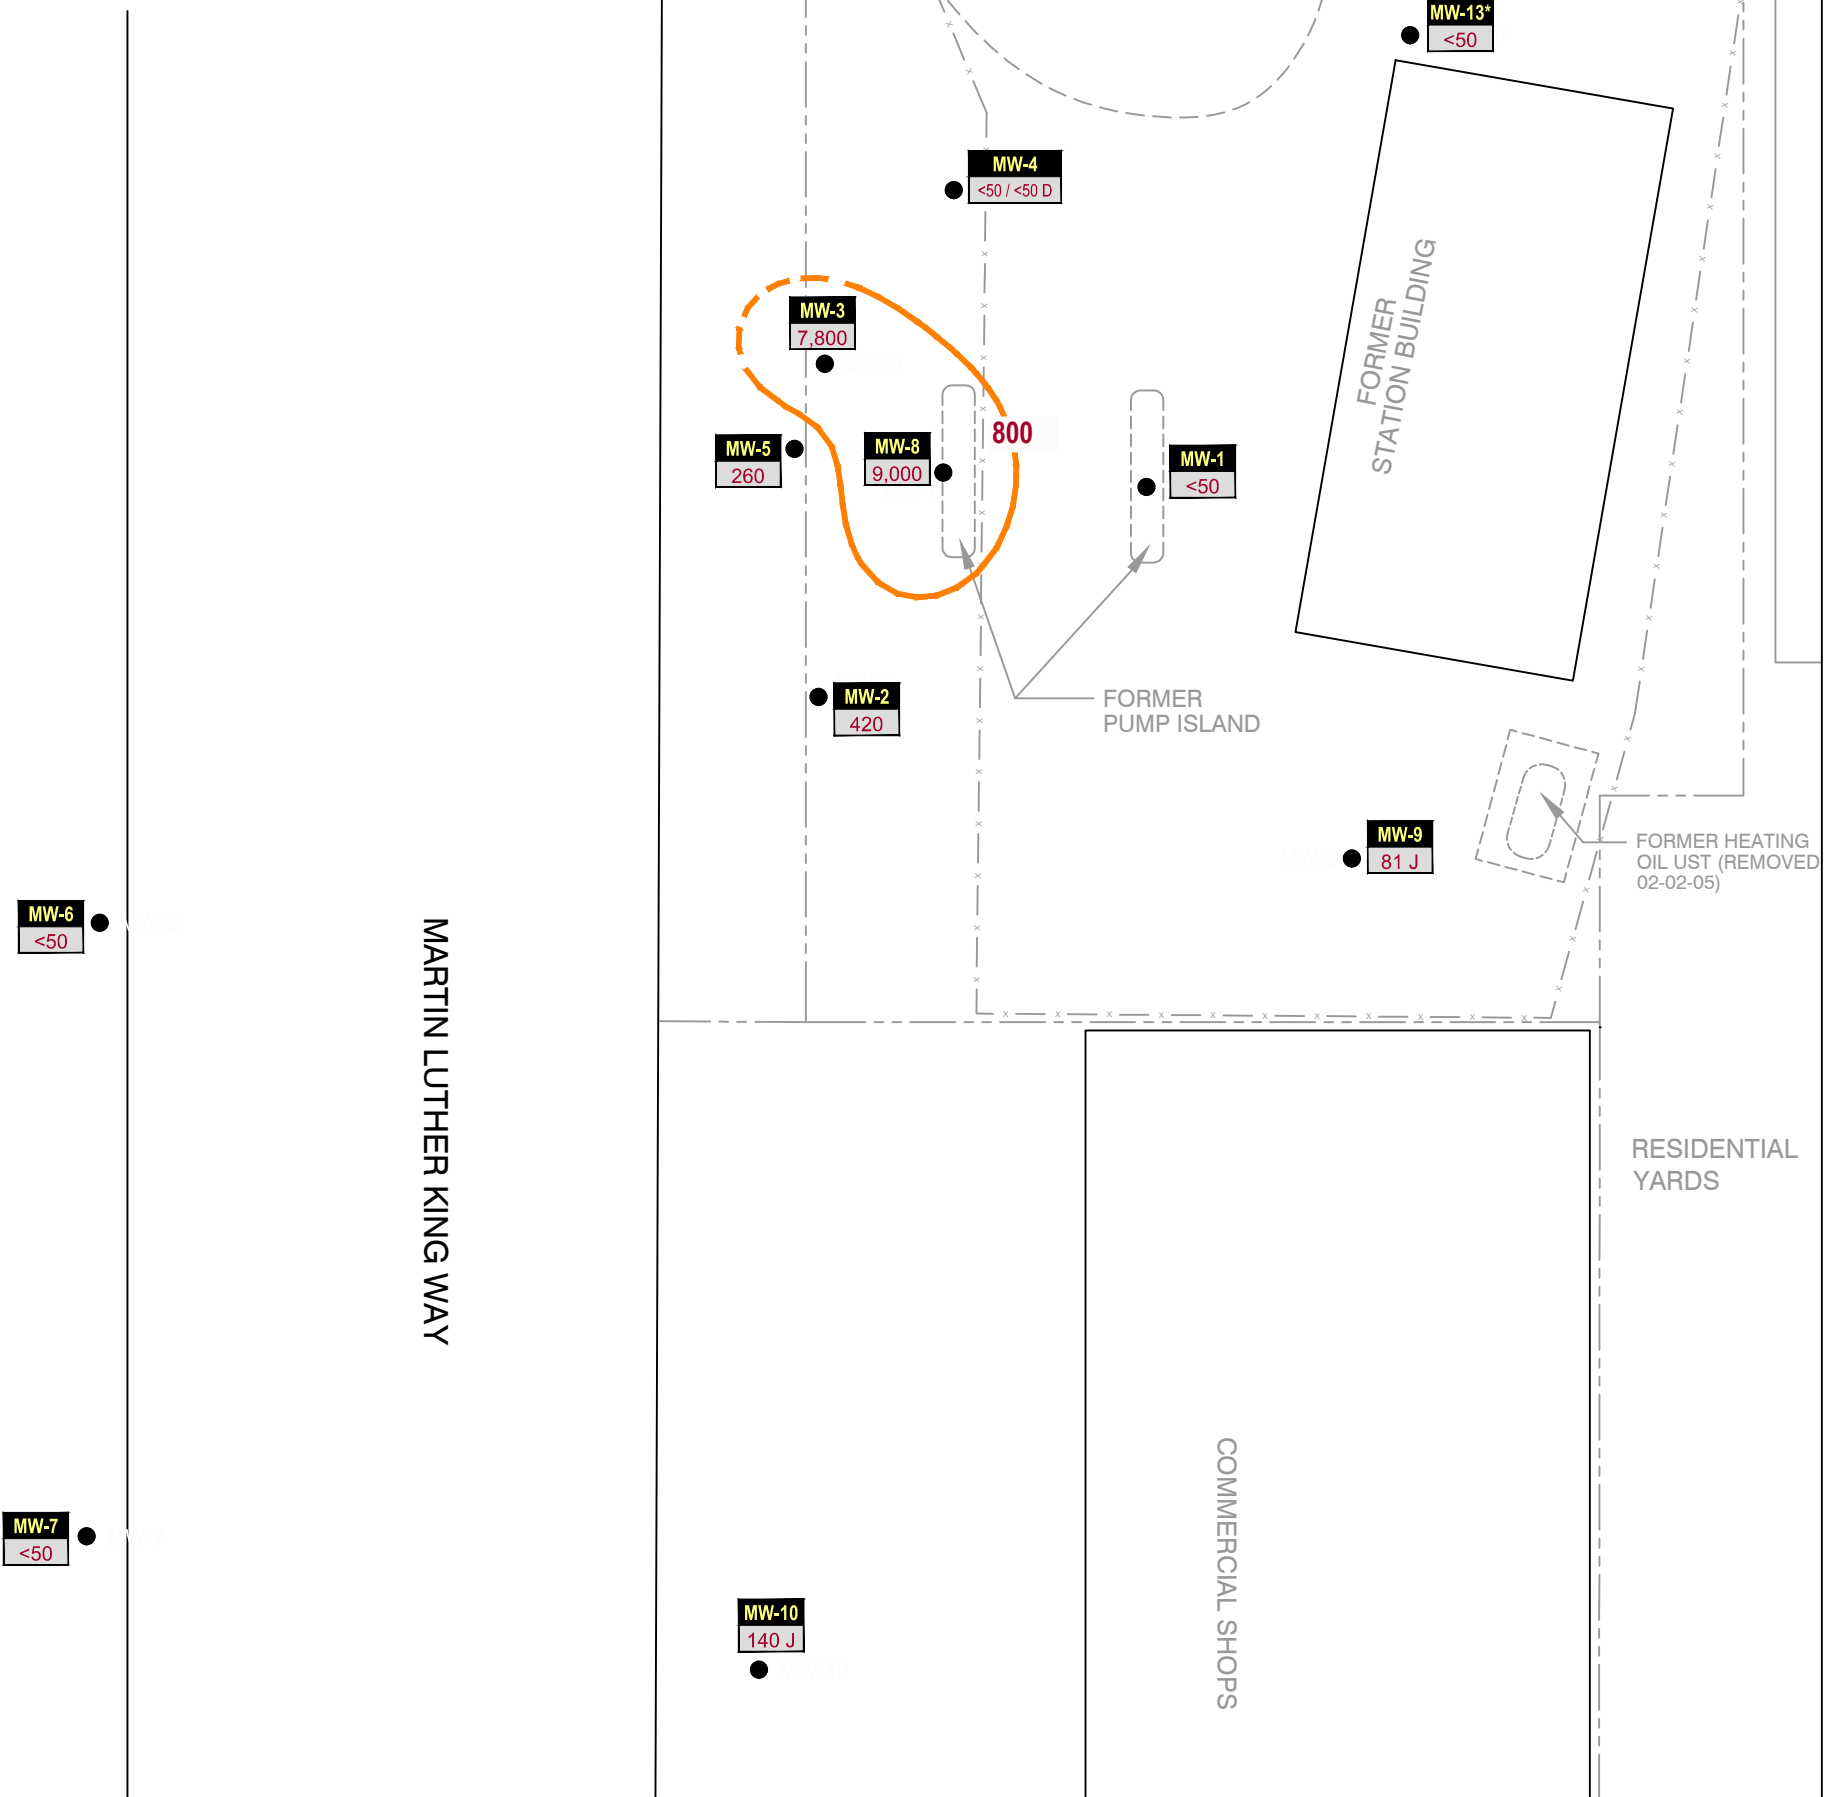 MW-13*
<50
MW-4
<50 / <50 D
MW-3
7,800
FORMER
STATION BUILDING
800
MW-5
260
MW-8
9,000
MW-1
<50
MW-2
420
FORMER
PUMP ISLAND
MW-9
81 J
FORMER HEATING
OIL UST (REMOVED
02-02-05)
MW-6
<50
MARTIN LUTHER KING WAY
RESIDENTIAL
YARDS
COMMERCIAL SHOPS
MW-7
<50
MW-10
140 J